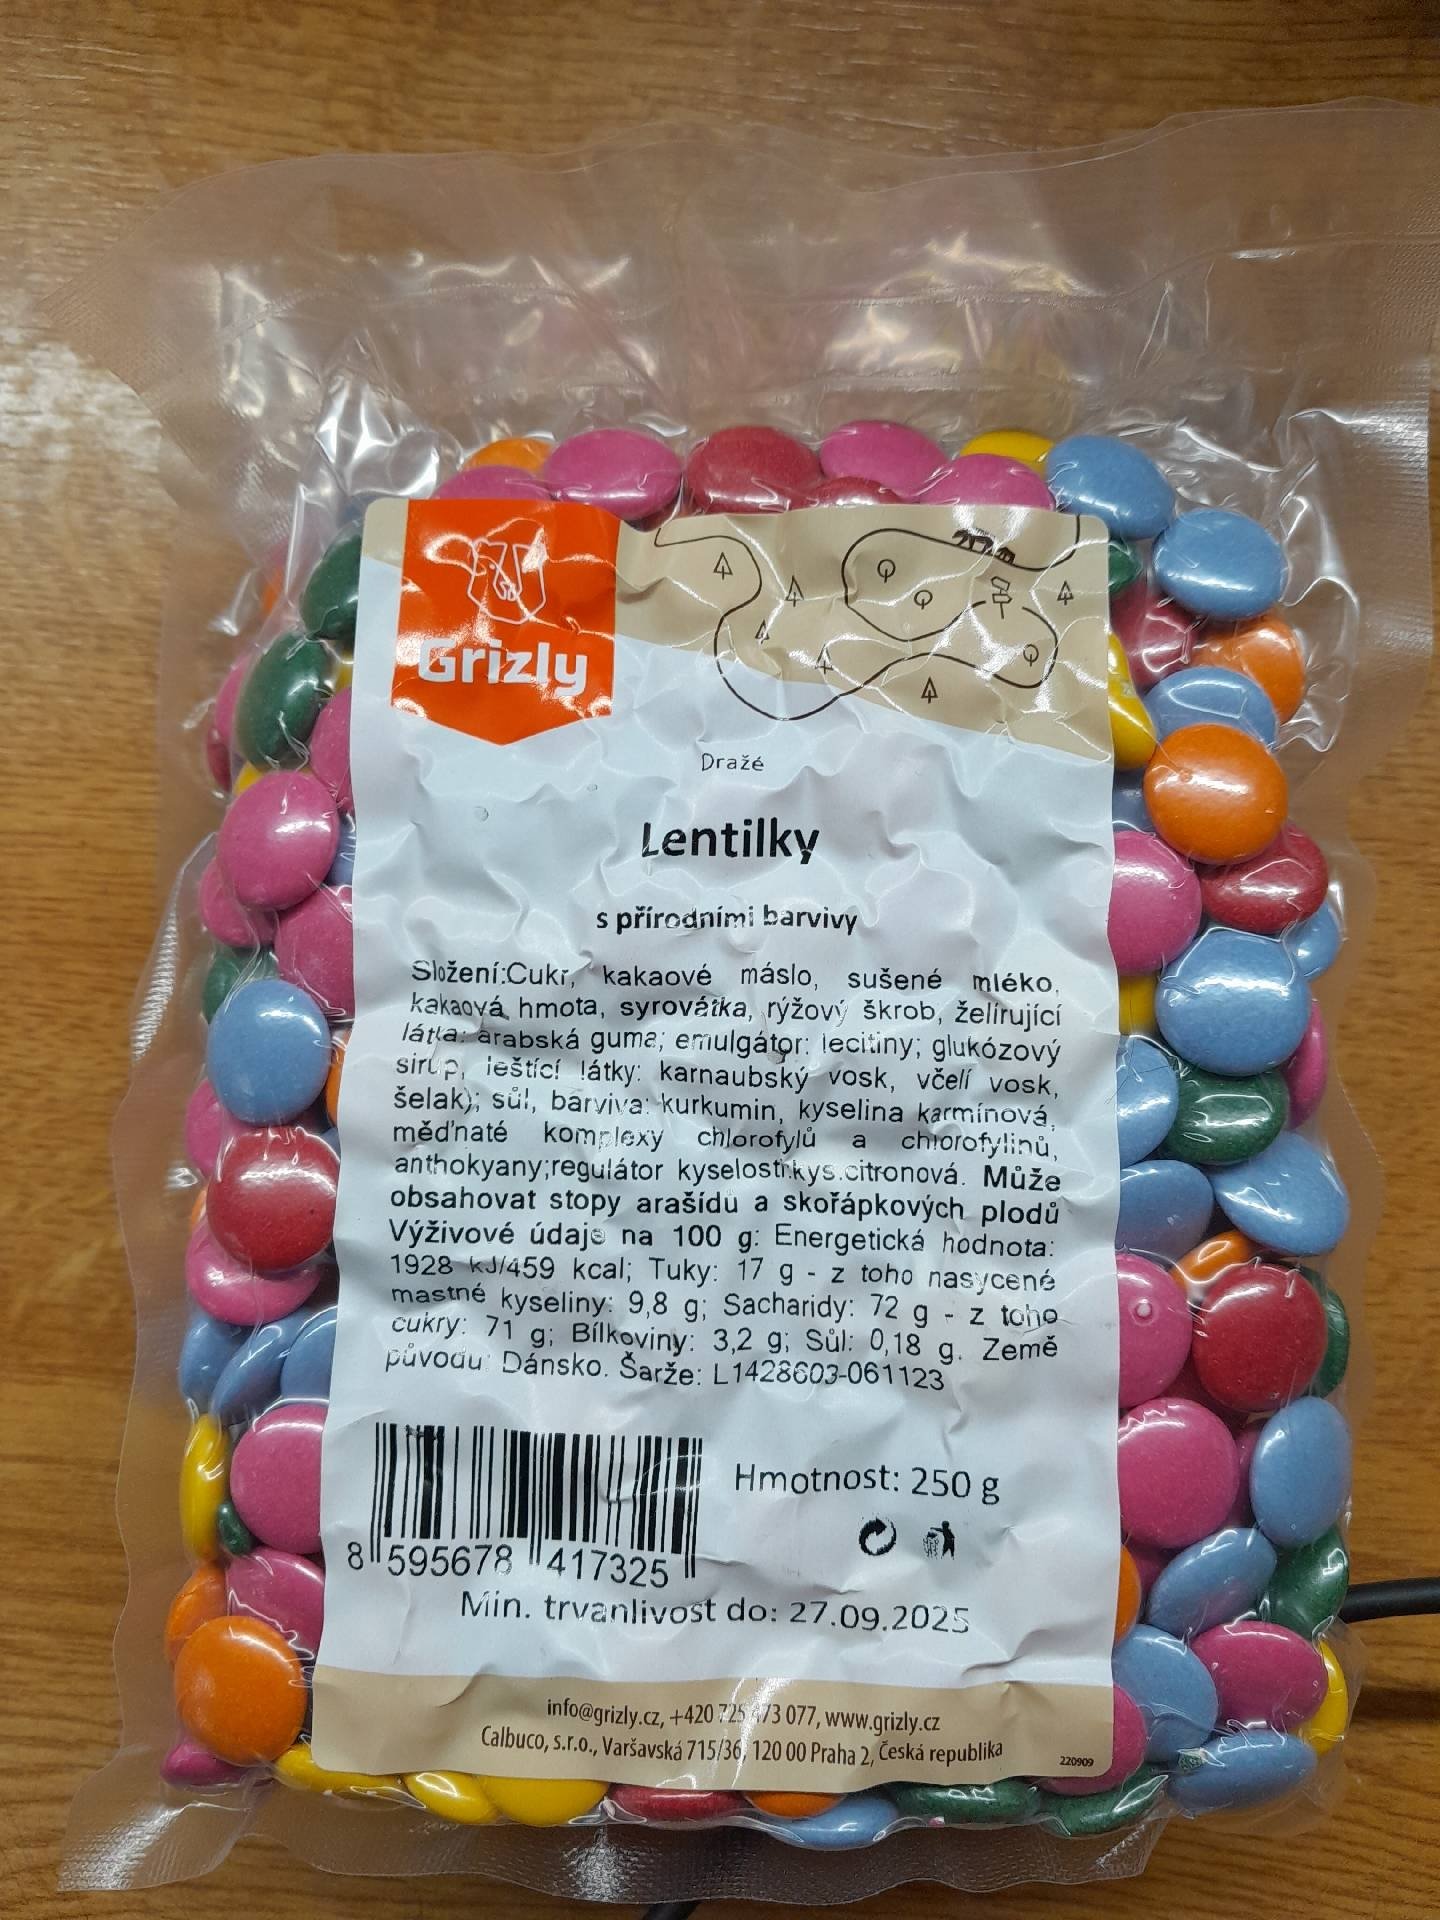 Grizly
Dražé
Lentilky
s přírodními barvivy
Složení:Cukr, kakaové máslo, sušené mléko,
kakaová hmota, syrovátka, rýžový škrob, želírující
látka: arabská guma; emulgátor: lecitiny; glukózový
sirup, leštící látky: karnaubský vosk, včelí vosk,
šelak); sůl, barviva: kurkumin, kyselina karmínová,
měďnaté komplexy chlorofylů a chlorofylinů,
anthokyany;regulátor kyselosti:kys.citronová. Může
obsahovat stopy arašídů a skořápkových plodů
Výživové údaje na 100 g: Energetická hodnota:
1928 kJ/459 kcal; Tuky: 17 g - z toho nasycené
mastné kyseliny: 9,8 g; Sacharidy: 72 g - z toho
cukry: 71 g; Bílkoviny: 3,2 g; Sůl: 0,18 g. Země
původu: Dánsko. Šarže: L1428603-061123
Hmotnost: 250 g
8 595678 417325
Min. trvanlivost do: 27.09.2025
info@grizly.cz, +420 725 473 077, www.grizly.cz
Calbuco, s.r.o., Varšavská 715/36, 120 00 Praha 2, Česká republika
220909